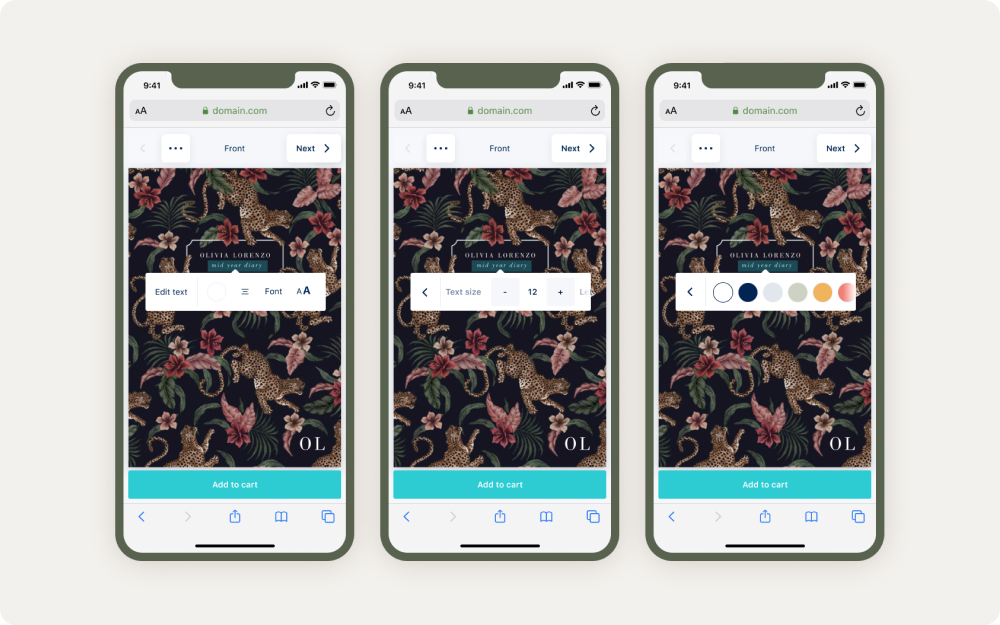 9:41
AA
domain.com
Front
Next
OLIVIA LORENZO
mid year diary
Edit text
Font
AA
OL
Add to cart
9:41
AA
domain.com
Front
Next
OLIVIA LORENZO
mid year diary
Text size
-
12
+
OL
Add to cart
9:41
AA
domain.com
Front
Next
OLIVIA LORENZO
mid year diary
OL
Add to cart